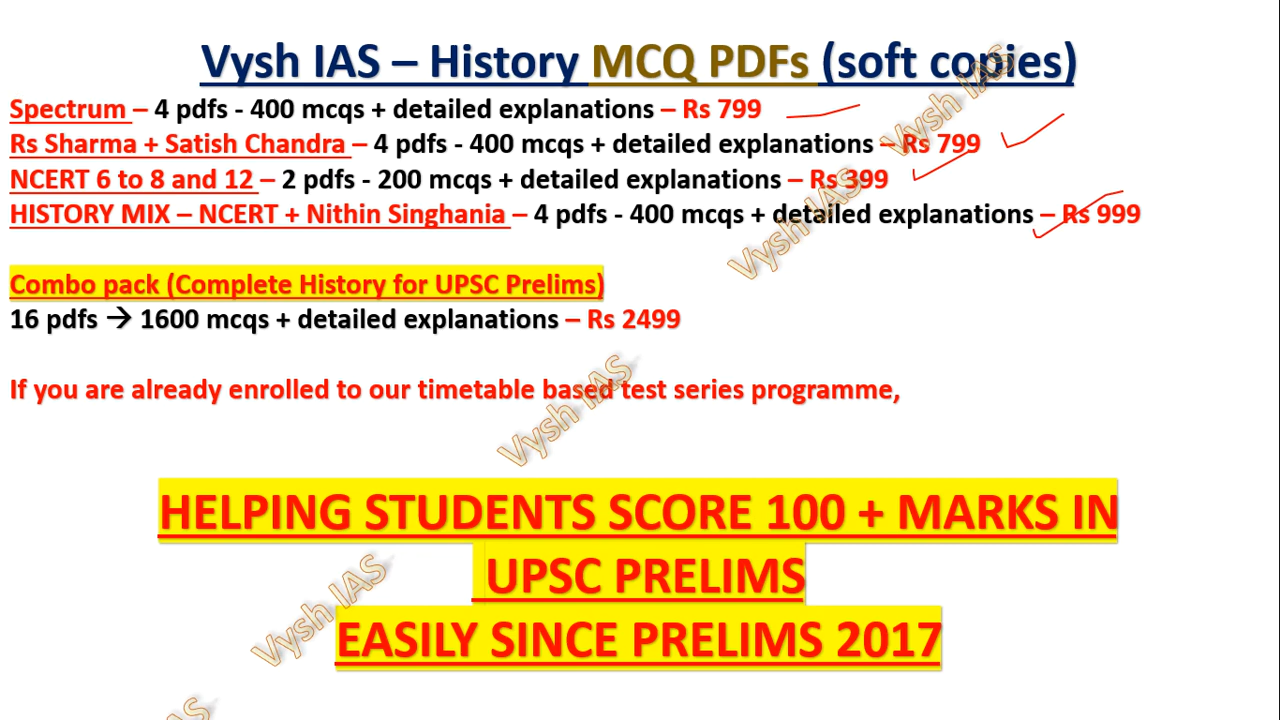 Vysh IAS – History MCQ PDFs (soft copies)
Spectrum – 4 pdfs - 400 mcqs + detailed explanations – Rs 799
Rs Sharma + Satish Chandra – 4 pdfs - 400 mcqs + detailed explanations – Rs 799
NCERT 6 to 8 and 12 – 2 pdfs - 200 mcqs + detailed explanations – Rs 399
HISTORY MIX – NCERT + Nithin Singhania – 4 pdfs - 400 mcqs + detailed explanations – Rs 999
Combo pack (Complete History for UPSC Prelims)
16 pdfs → 1600 mcqs + detailed explanations – Rs 2499
If you are already enrolled to our timetable based test series programme,
HELPING STUDENTS SCORE 100 + MARKS IN
UPSC PRELIMS
EASILY SINCE PRELIMS 2017
Vysh IAS
Vysh IAS
Vysh IAS
Vysh IAS